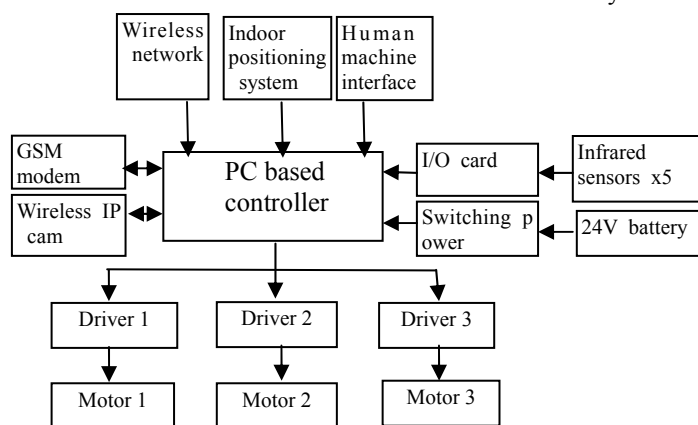 y
Wireless
network
Indoor
positioning
system
Human
machine
interface
GSM
modem
PC based
controller
I/O card
Infrared
sensors x5
Wireless IP
cam
Switching p
ower
24V battery
Driver 1
Driver 2
Driver 3
Motor 1
Motor 2
Motor 3